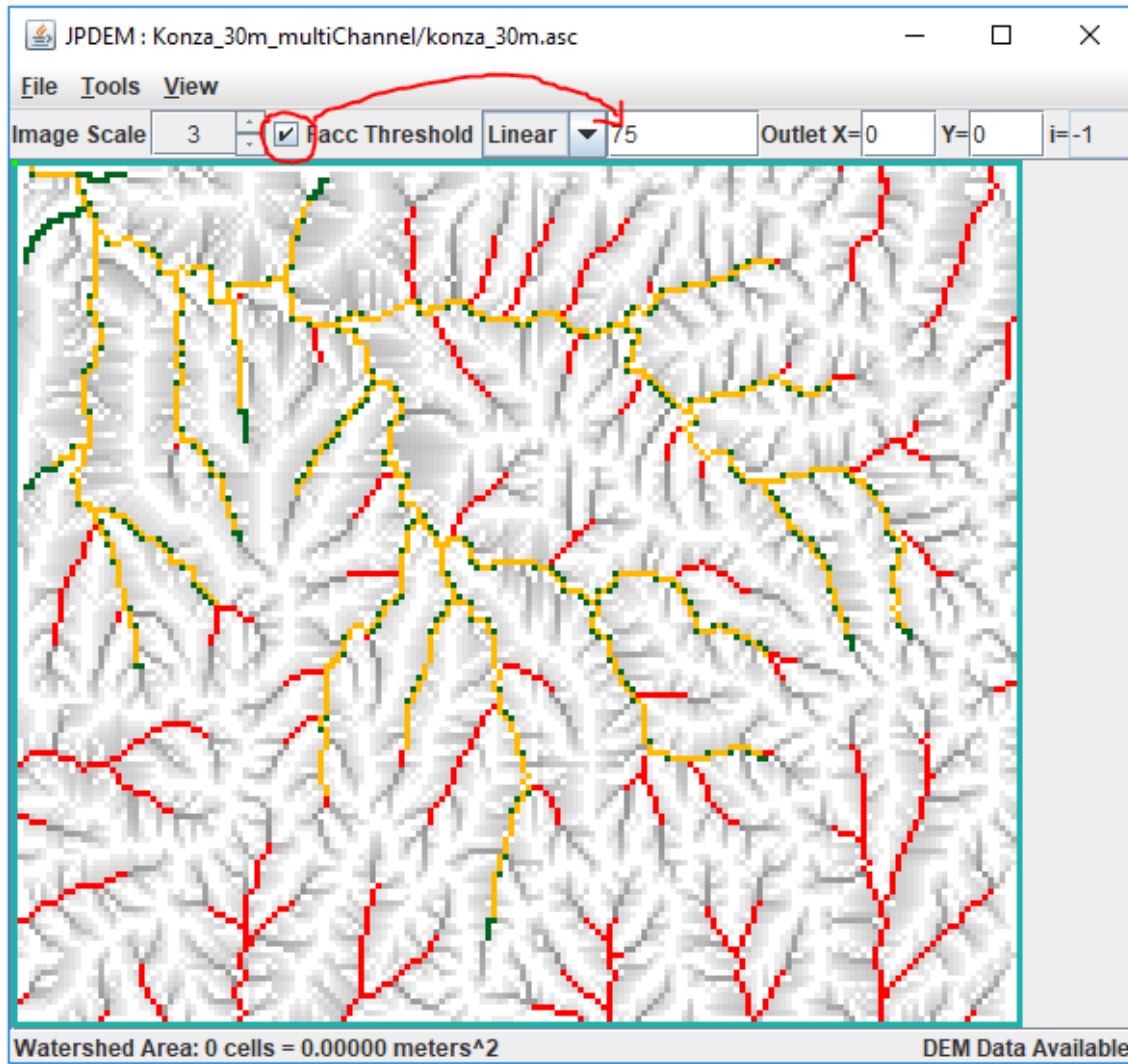 JPDEM : Konza_30m_multiChannel/konza_30m.asc
File Tools View
Image Scale 3 Facc Threshold Linear 75 Outlet X= 0 Y= 0 i= -1
Watershed Area: 0 cells = 0.00000 meters^2 DEM Data Available